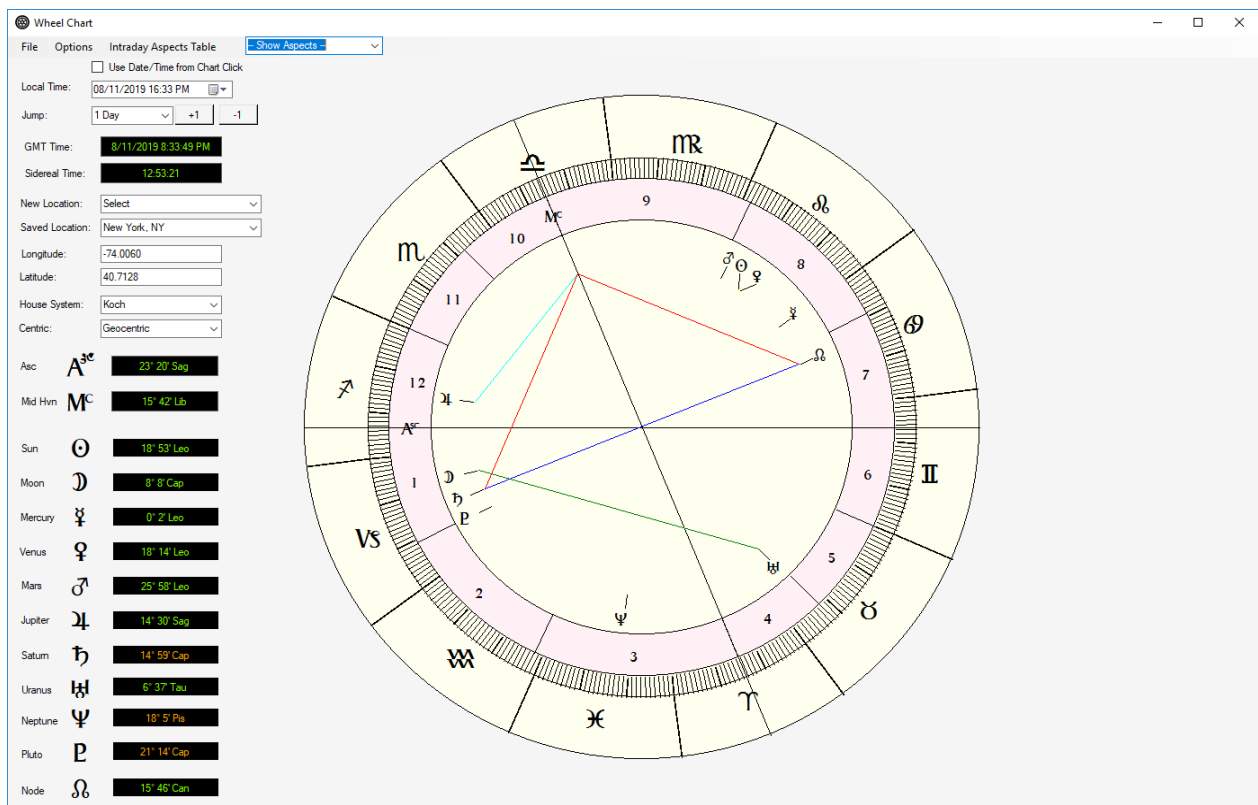 Wheel Chart
File Options Intraday Aspects Table -- Show Aspects --
Use Date/Time from Chart Click
Local Time: 08/11/2019 16:33 PM
Jump: 1 Day +1 -1
GMT Time: 8/11/2019 8:33:49 PM
Sidereal Time: 12:53:21
New Location: Select
Saved Location: New York, NY
Longitude: -74.0060
Latitude: 40.7128
House System: Koch
Centric: Geocentric
Asc Asc 23° 20' Sag
Mid Hvn MC 15° 42' Lib
Sun ☉ 18° 53' Leo
Moon ☽ 8° 8' Cap
Mercury ☿ 0° 2' Leo
Venus ♀ 18° 14' Leo
Mars ♂ 25° 58' Leo
Jupiter ♃ 14° 30' Sag
Saturn ♄ 14° 59' Cap
Uranus ♅ 6° 37' Tau
Neptune ♆ 18° 5' Pis
Pluto ♇ 21° 14' Cap
Node ☊ 15° 46' Can
♎ ♍
♏ ♌
MC 9
10 8
11
♋
12 7
♐
Asc
1 6 ♊
♑
5
2
4 ♉
3
♒
♓ ♈
♂ ☉ ♀
☿
☊
♃
☽
♄
♇
♅
♆